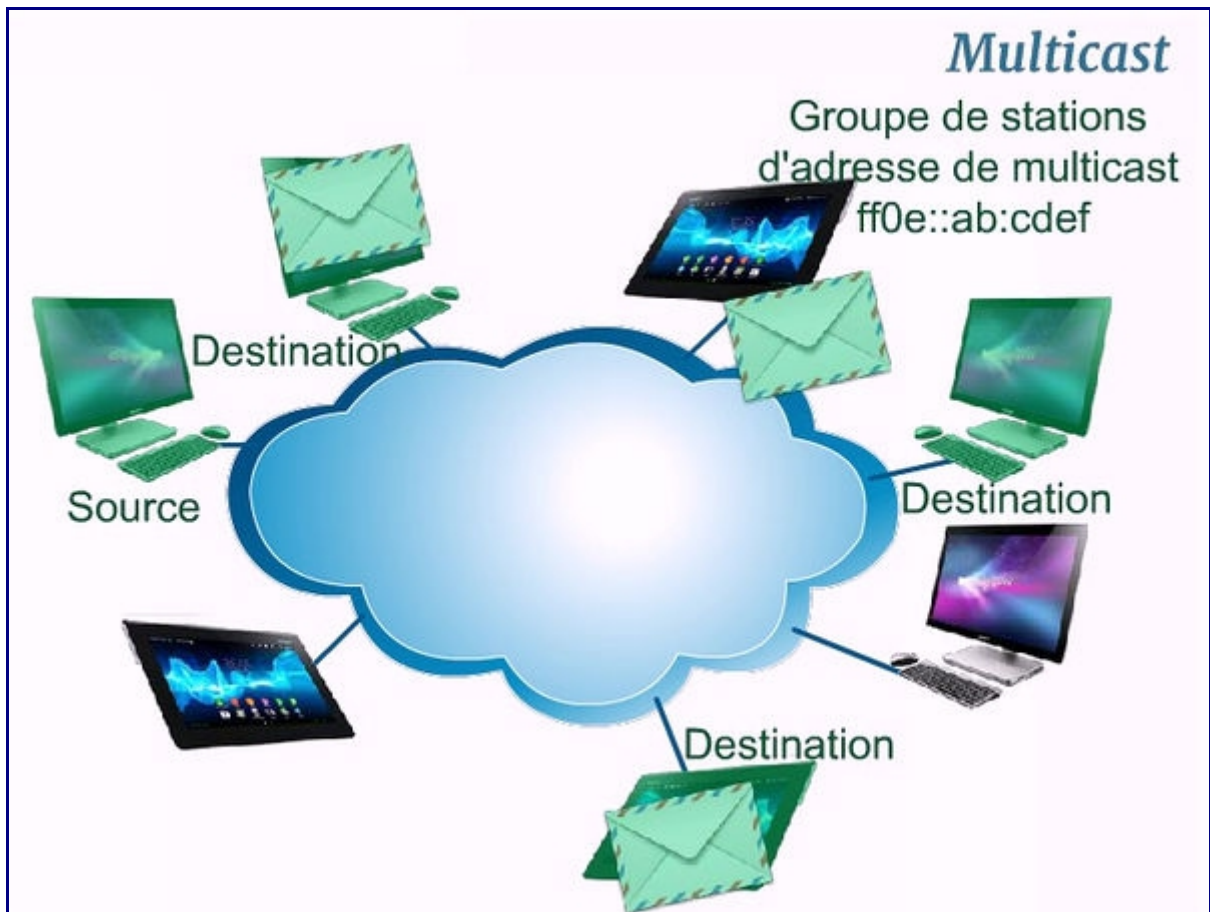 Multicast
Groupe de stations
d'adresse de multicast
ff0e::ab:cdef
Destination
Source
Destination
Destination